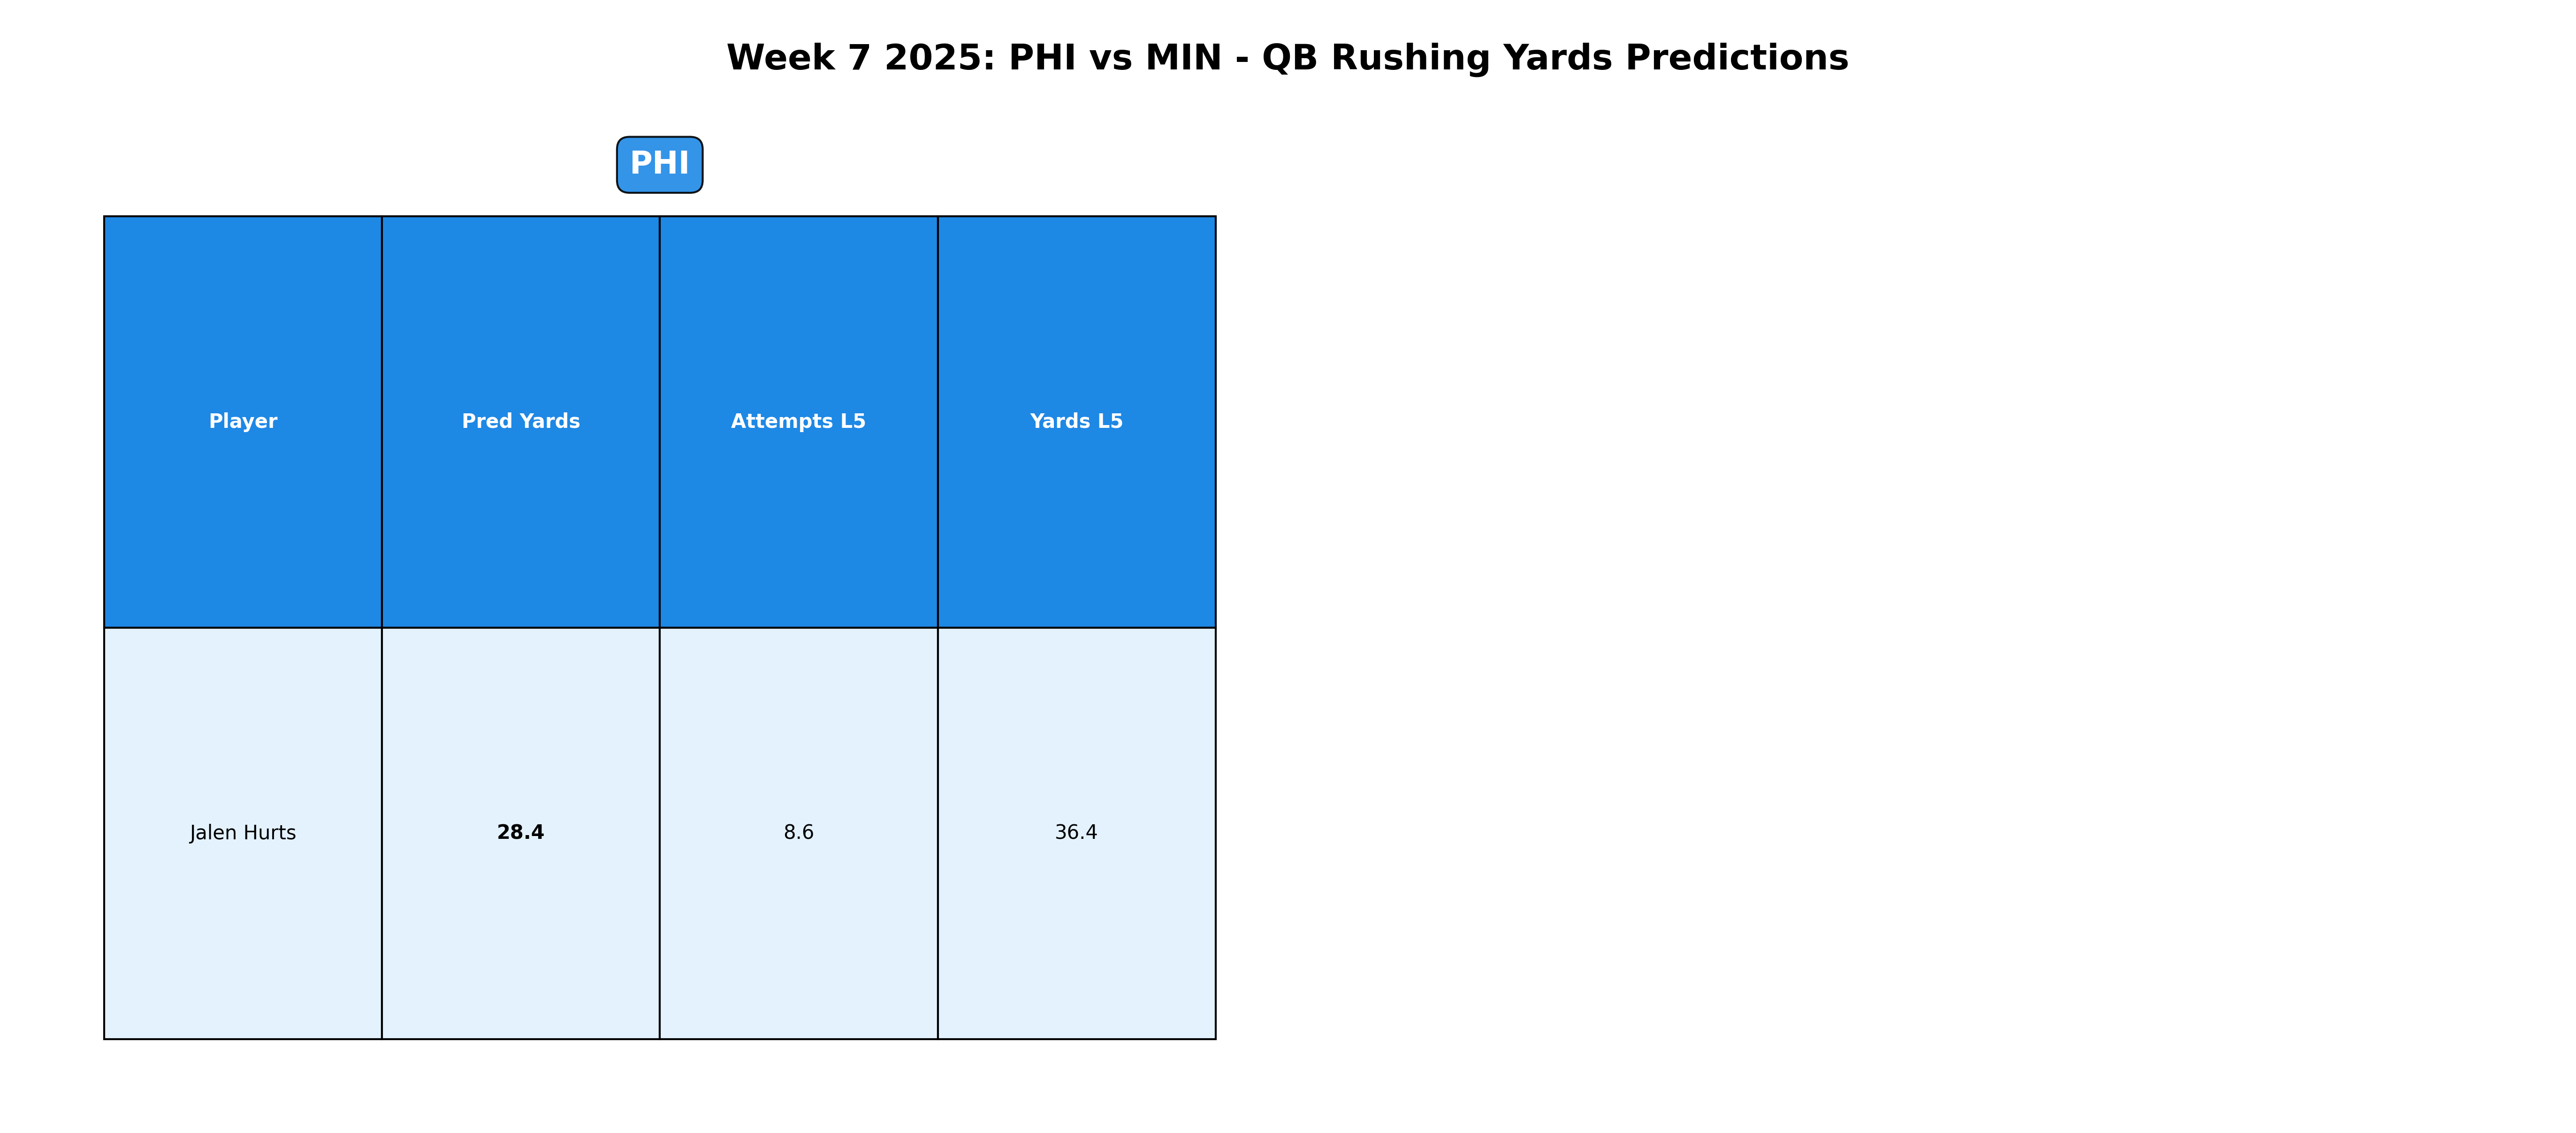 Week 7 2025: PHI vs MIN - QB Rushing Yards Predictions
PHI
Player Pred Yards Attempts L5 Yards L5
Jalen Hurts 28.4 8.6 36.4